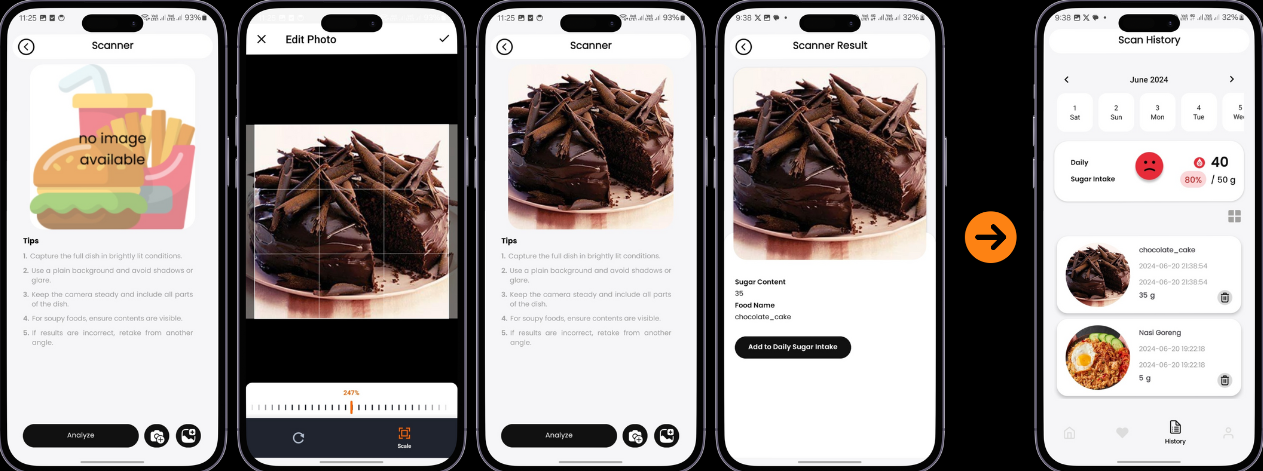 11:25
93%
Scanner
no image
available
Tips
1. Capture the full dish in brightly lit conditions.
2. Use a plain background and avoid shadows or
glare.
3. Keep the camera steady and include all parts
of the dish.
4. For soupy foods, ensure contents are visible.
5. If results are incorrect, retake from another
angle.
Analyze
Edit Photo
247%
Scale
11:25
93%
Scanner
Tips
1. Capture the full dish in brightly lit conditions.
2. Use a plain background and avoid shadows or
glare.
3. Keep the camera steady and include all parts
of the dish.
4. For soupy foods, ensure contents are visible.
5. If results are incorrect, retake from another
angle.
Analyze
9:38
32%
Scanner Result
Sugar Content
35
Food Name
chocolate_cake
Add to Daily Sugar Intake
9:38
32%
Scan History
June 2024
1 2 3 4 5
Sat Sun Mon Tue
Daily
Sugar Intake
40
80% / 50 g
chocolate_cake
2024-06-20 21:38:54
2024-06-20 21:38:54
35 g
Nasi Goreng
2024-06-20 19:22:18
2024-06-20 19:22:18
5 g
History